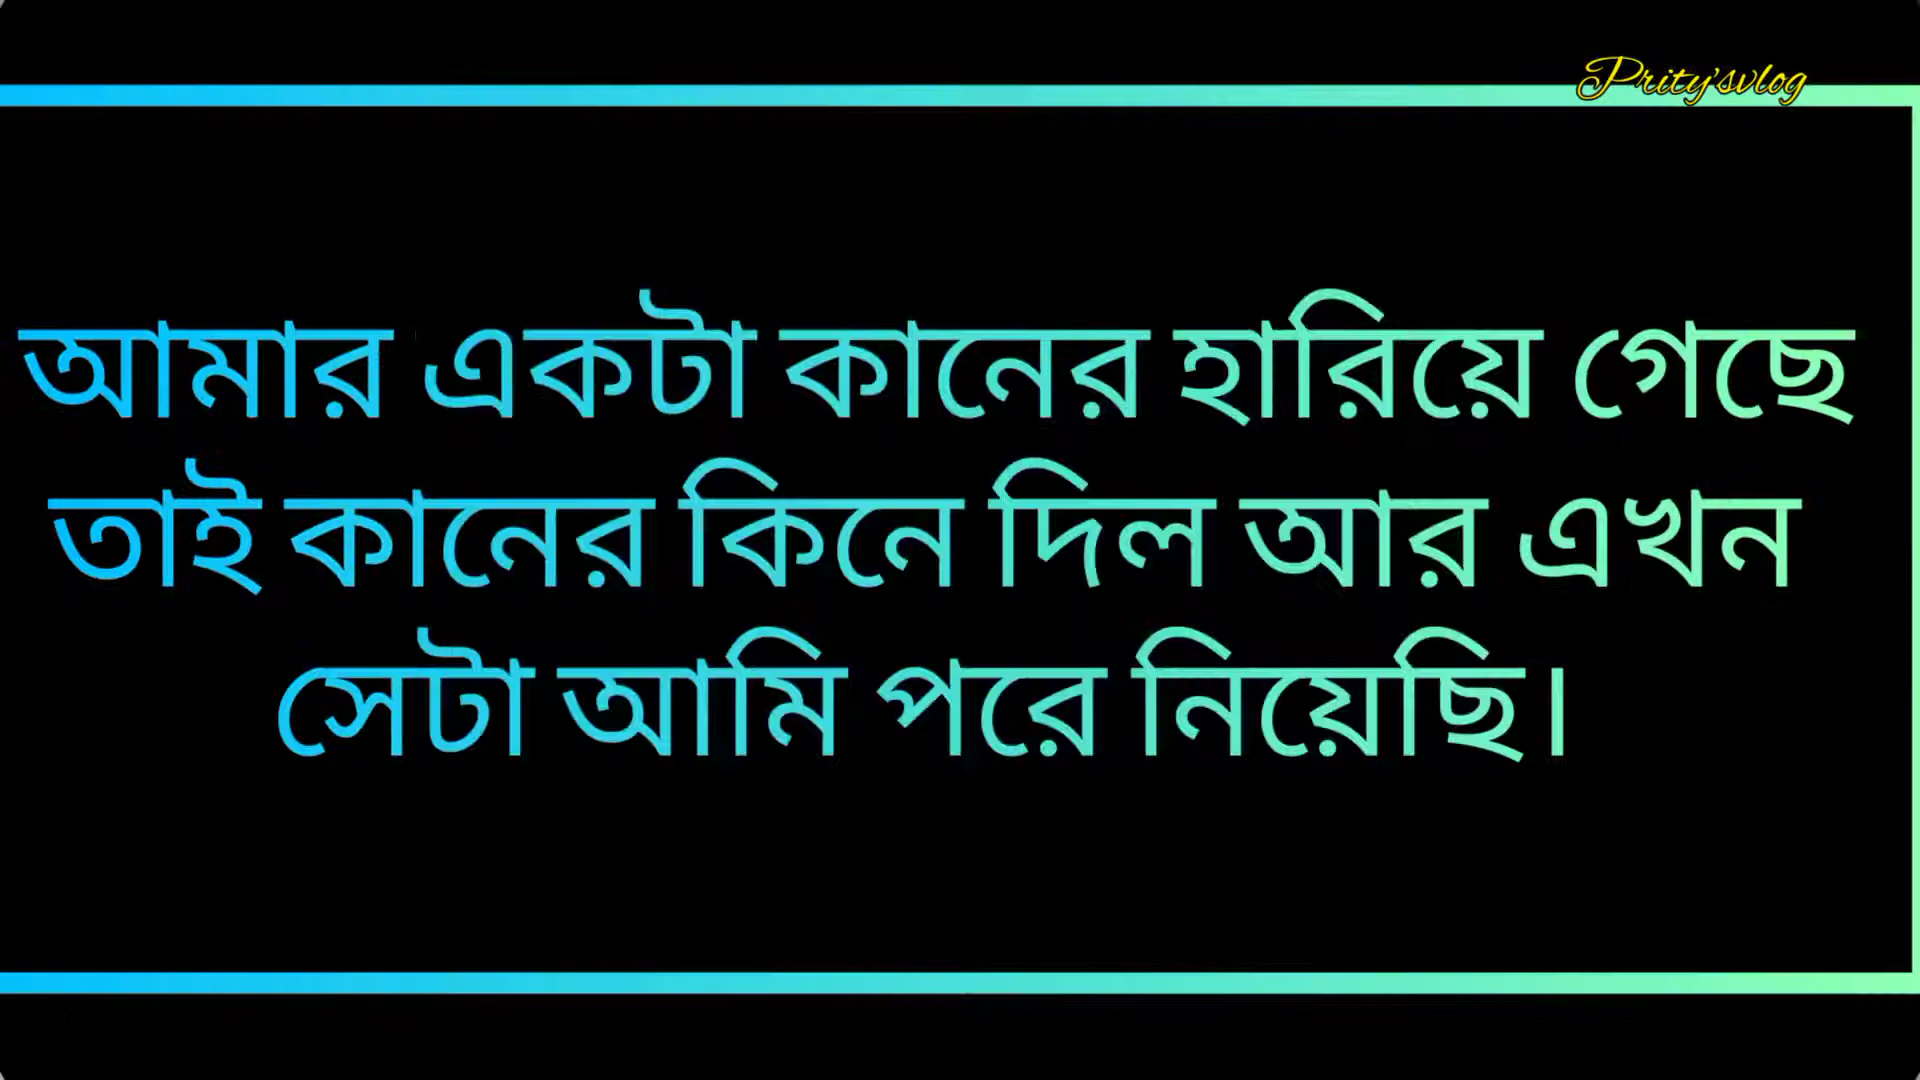 Prity'svlog
আমার একটা কানের হারিয়ে গেছে
তাই কানের কিনে দিল আর এখন
সেটা আমি পরে নিয়েছি।